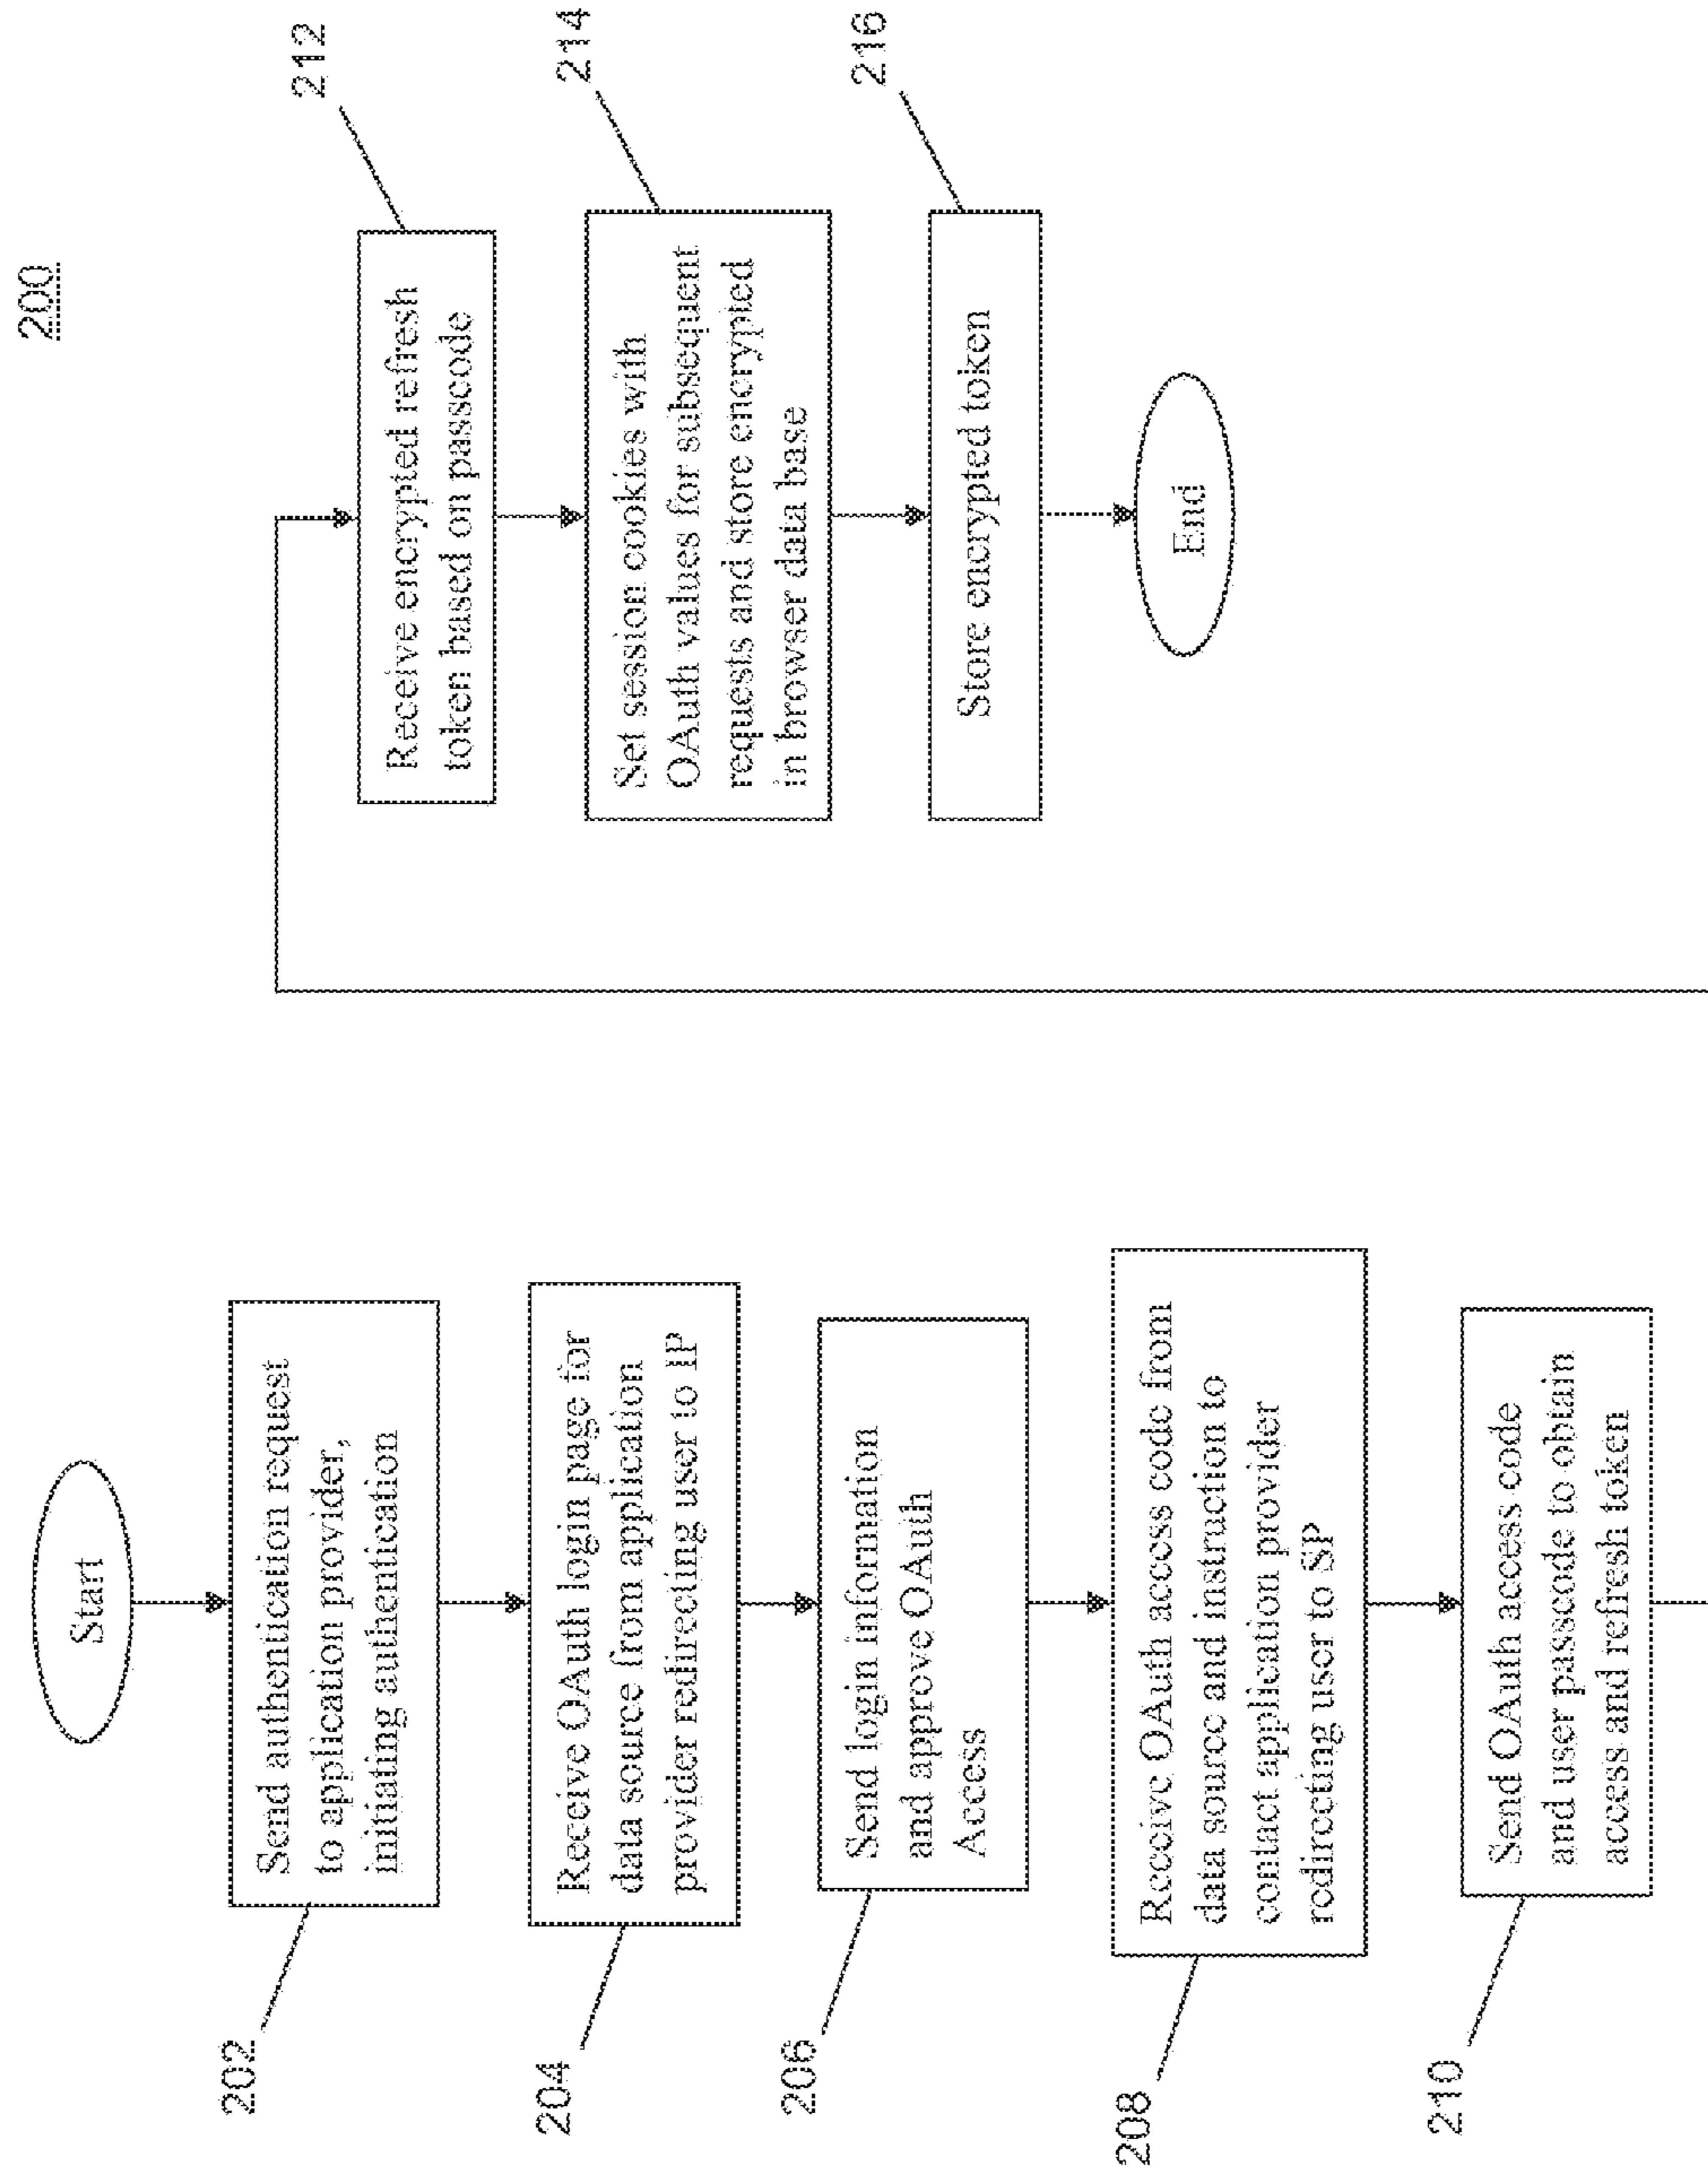 200
Start
202
Send authentication request
to application provider,
initiating authentication
204
Receive OAuth login page for
data source from application
provider redirecting user to IP
206
Send login information
and approve OAuth
Access
208
Receive OAuth access code from
data source and instruction to
contact application provider
redirecting user to SP
210
Send OAuth access code
and user passcode to obtain
access and refresh token
212
Receive encrypted refresh
token based on passcode
214
Set session cookies with
OAuth values for subsequent
requests and store encrypted
in browser data base
216
Store encrypted token
End